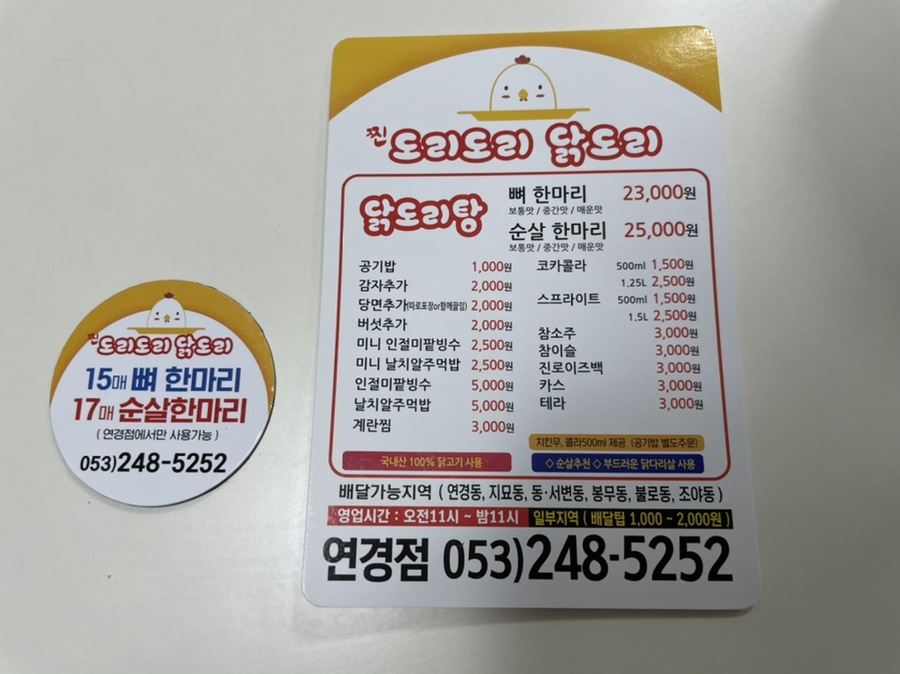 찐 도리도리 닭도리
15매 뼈 한마리
17매 순살한마리
( 연경점에서만 사용가능 )
053)248-5252
찐 도리도리 닭도리
닭도리탕
뼈 한마리 23,000원
보통맛 / 중간맛 / 매운맛
순살 한마리 25,000원
보통맛 / 중간맛 / 매운맛
공기밥 1,000원
감자추가 2,000원
당면추가(따로포장or함께끓임) 2,000원
버섯추가 2,000원
미니 인절미팥빙수 2,500원
미니 날치알주먹밥 2,500원
인절미팥빙수 5,000원
날치알주먹밥 5,000원
계란찜 3,000원
코카콜라 500ml 1,500원
1.25L 2,500원
스프라이트 500ml 1,500원
1.5L 2,500원
참소주 3,000원
참이슬 3,000원
진로이즈백 3,000원
카스 3,000원
테라 3,000원
국내산 100% 닭고기 사용
치킨무, 콜라500ml 제공 (공기밥 별도주문)
◇ 순살추천 ◇ 부드러운 닭다리살 사용
배달가능지역 ( 연경동, 지묘동, 동·서변동, 봉무동, 불로동, 조야동 )
영업시간 : 오전11시 ~ 밤11시 일부지역 ( 배달팁 1,000 ~ 2,000원 )
연경점 053)248-5252